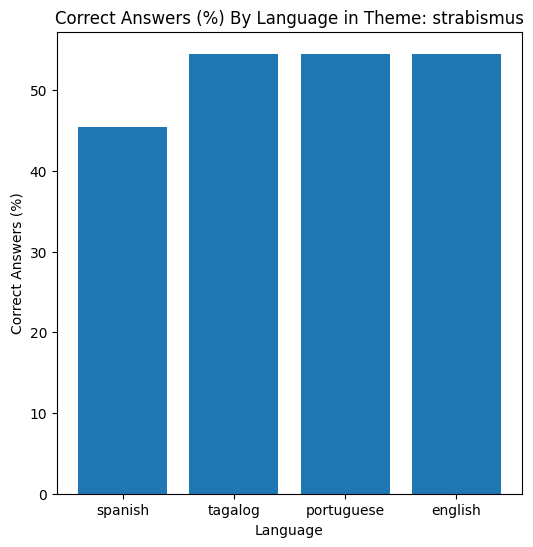 Correct Answers (%) By Language in Theme: strabismus
Correct Answers (%)
50
40
30
20
10
0
spanish tagalog portuguese english
Language